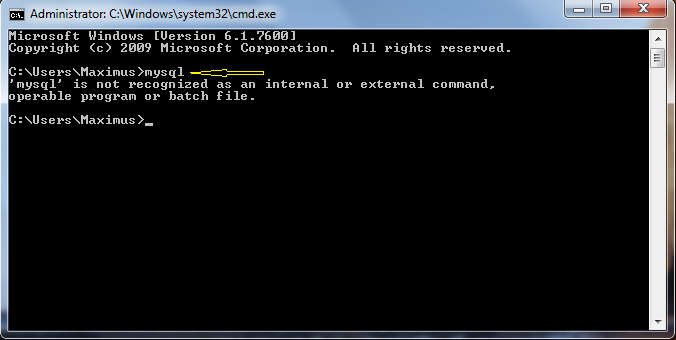 Administrator: C:\Windows\system32\cmd.exe
Microsoft Windows [Version 6.1.7600]
Copyright (c) 2009 Microsoft Corporation.  All rights reserved.
C:\Users\Maximus>mysql
'mysql' is not recognized as an internal or external command,
operable program or batch file.
C:\Users\Maximus>_